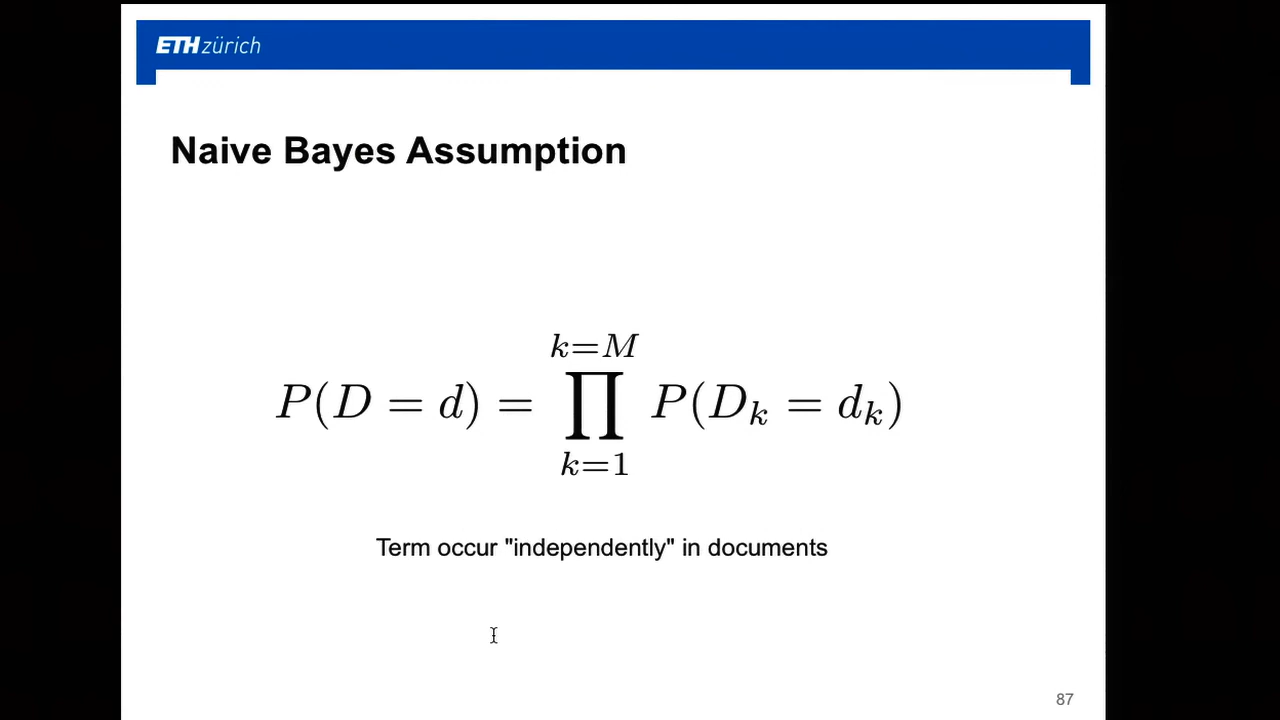 ETH zürich
Naive Bayes Assumption
k=M
P(D = d) = ∏ P(D_k = d_k)
k=1
Term occur "independently" in documents
87